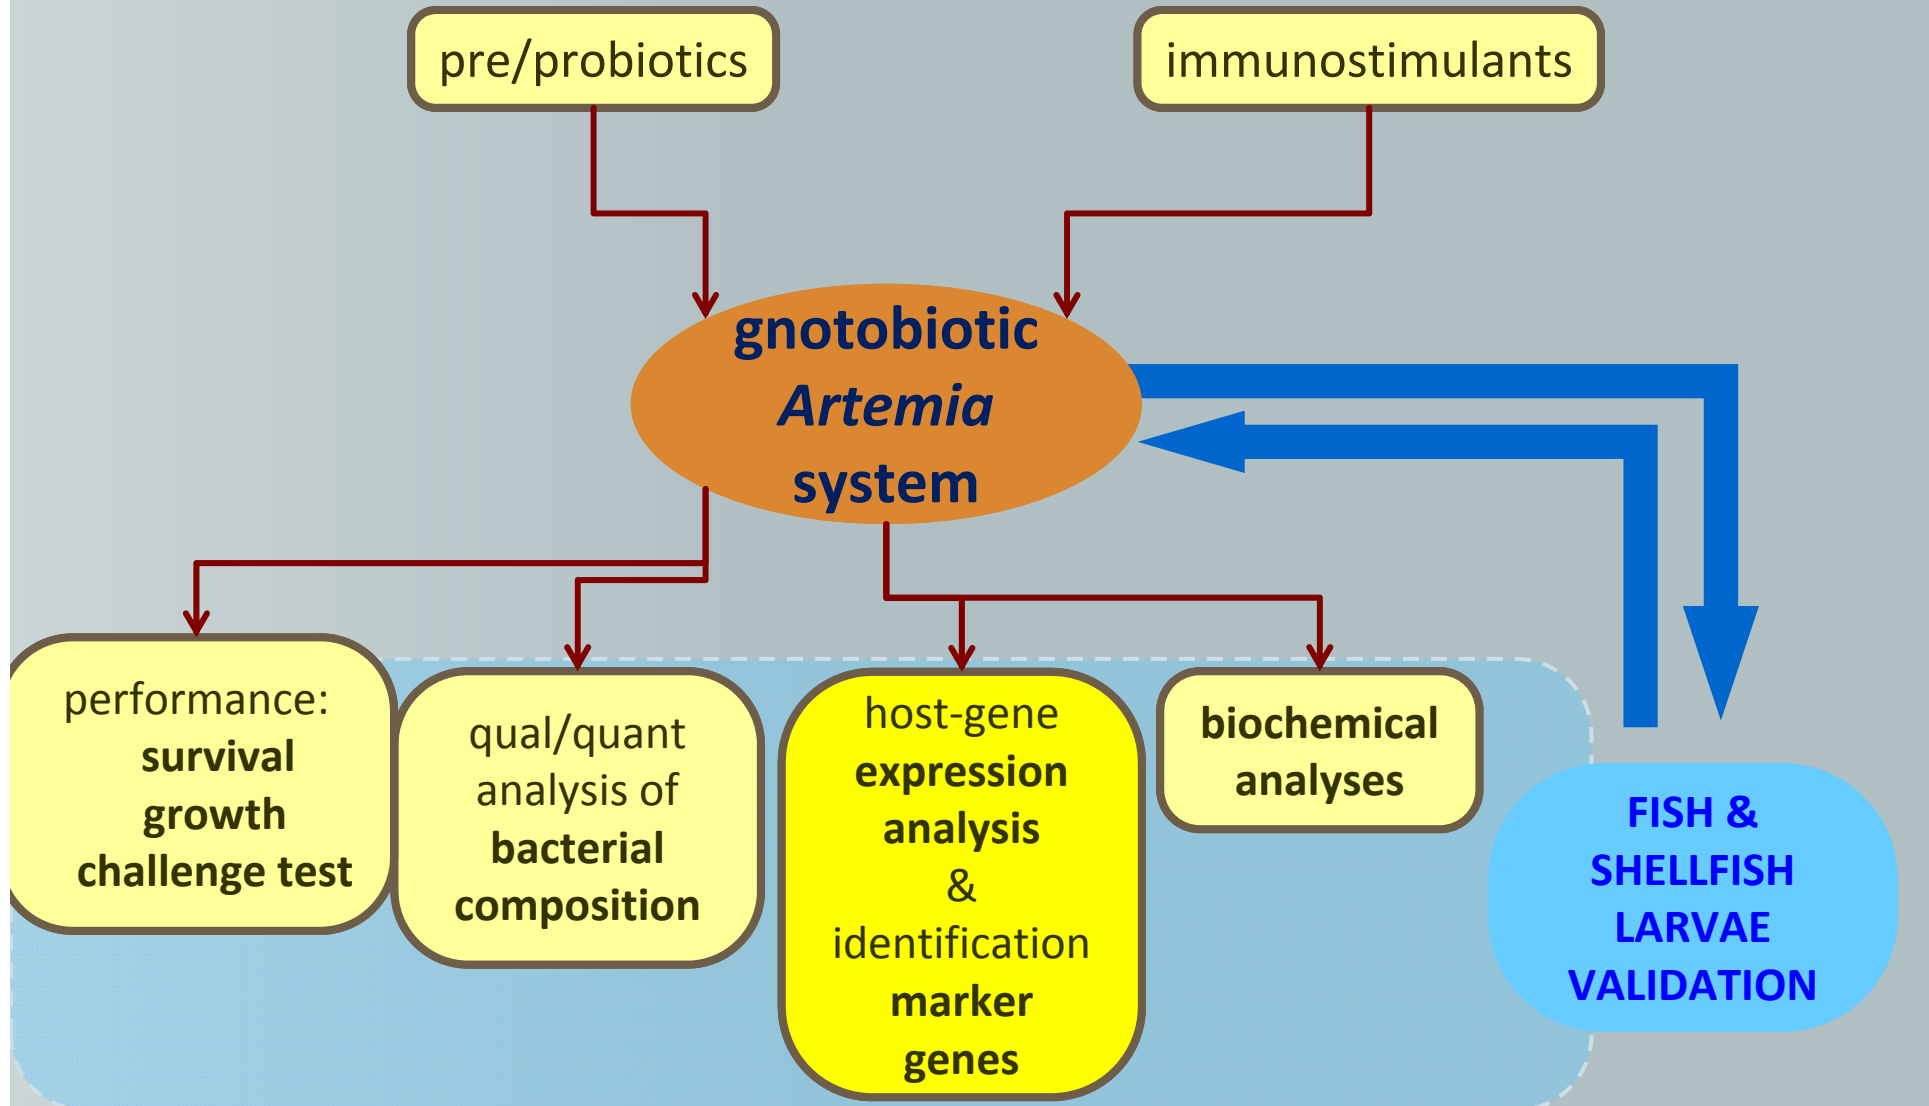 pre/probiotics
immunostimulants
gnotobiotic
Artemia
system
performance:
survival
growth
challenge test
qual/quant
analysis of
bacterial
composition
host-gene
expression
analysis
&
identification
marker
genes
biochemical
analyses
FISH &
SHELLFISH
LARVAE
VALIDATION